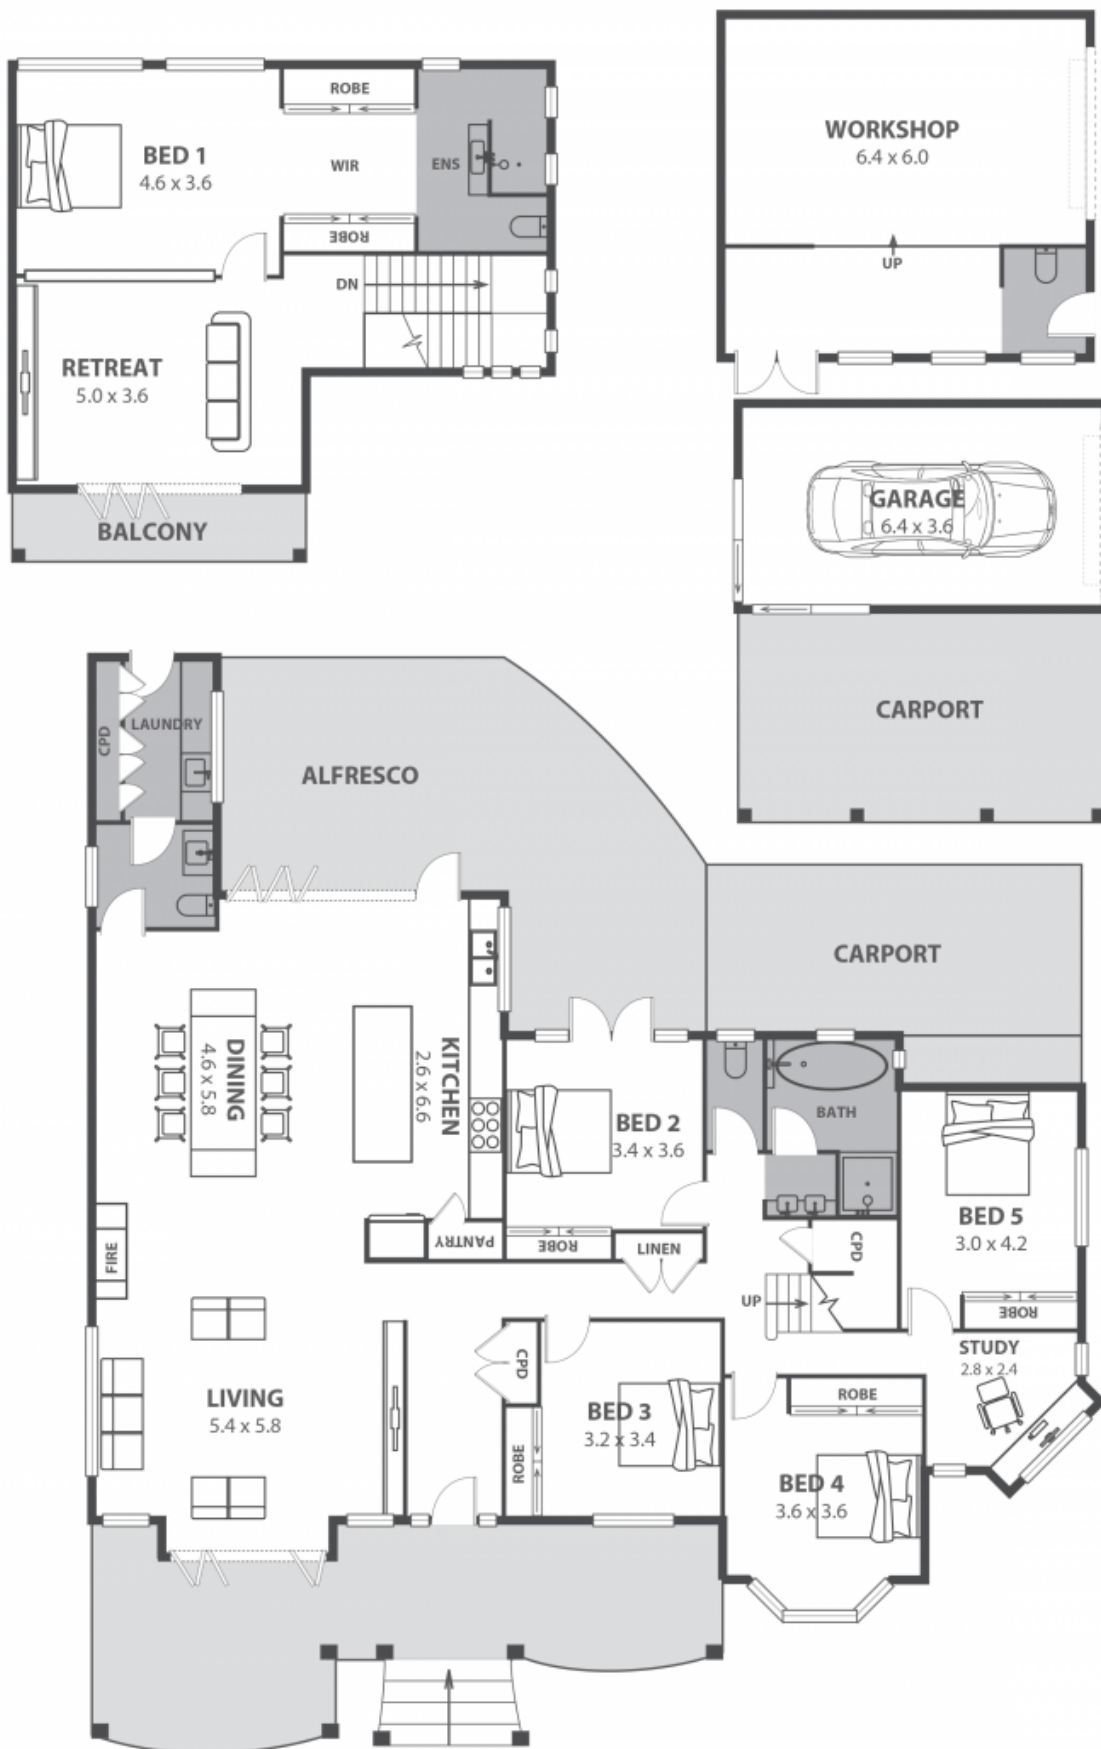 ROBE
BED 1
4.6 x 3.6
WIR
ENS
ROBE
DN
RETREAT
5.0 x 3.6
BALCONY
WORKSHOP
6.4 x 6.0
UP
GARAGE
6.4 x 3.6
CARPORT
CPD
LAUNDRY
ALFRESCO
CARPORT
DINING
4.6 x 5.8
KITCHEN
2.6 x 6.6
BED 2
3.4 x 3.6
BATH
PANTRY
ROBE
LINEN
CPD
BED 5
3.0 x 4.2
ROBE
FIRE
UP
STUDY
2.8 x 2.4
LIVING
5.4 x 5.8
CPD
BED 3
3.2 x 3.4
ROBE
ROBE
BED 4
3.6 x 3.6